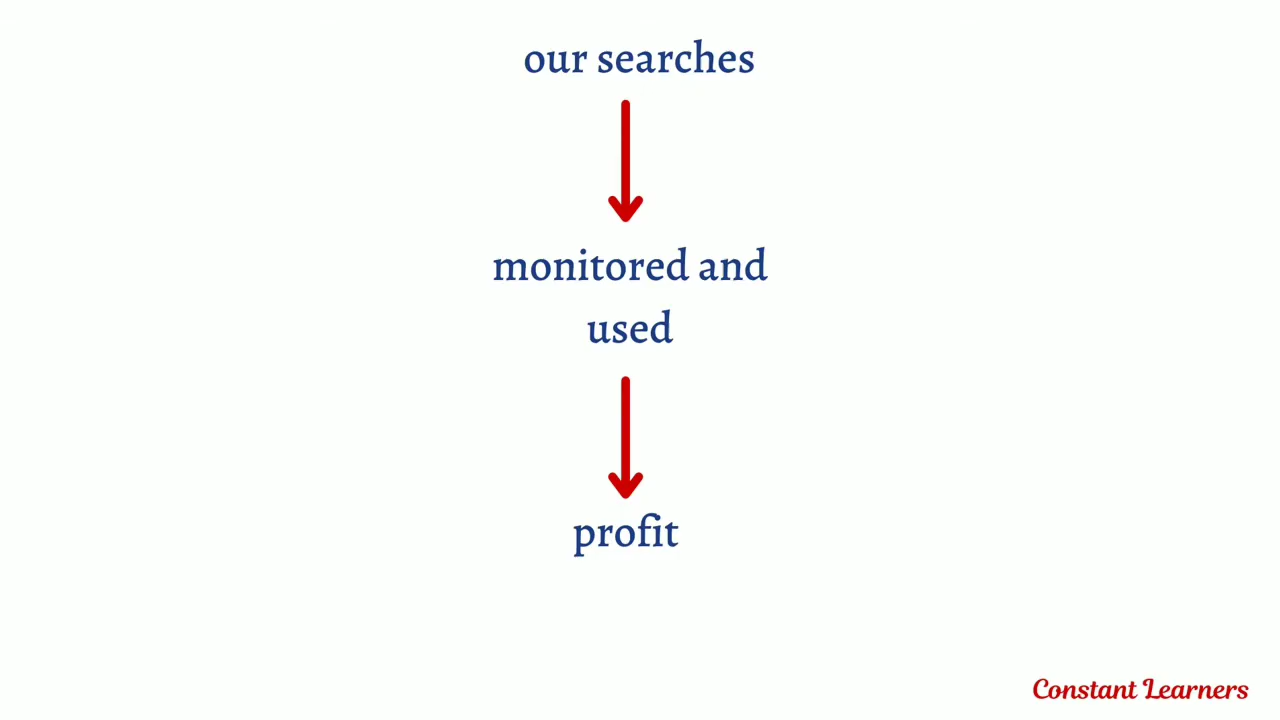 our searches
monitored and
used
profit
Constant Learners